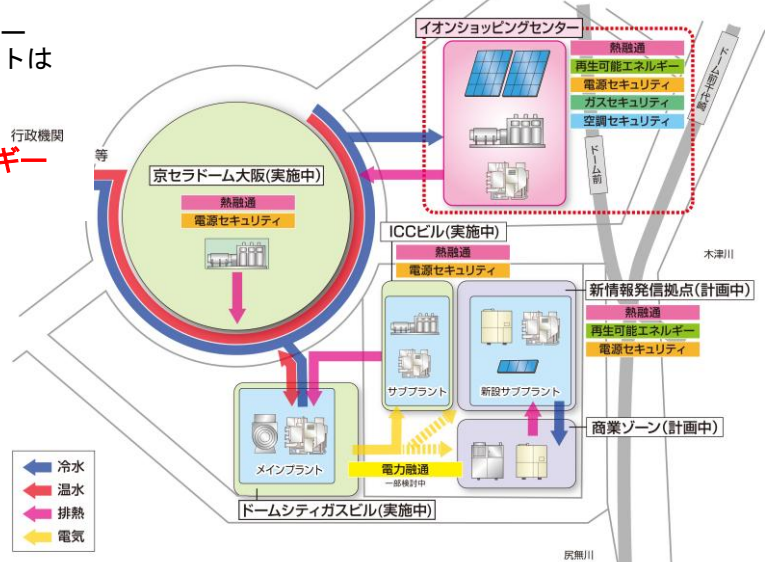 ー
トは
行政機関
等
ギー
イオンショッピングセンター
熱融通
再生可能エネルギー
電源セキュリティ
ガスセキュリティ
空調セキュリティ
ドーム前千代崎
ドーム前
木津川
京セラドーム大阪(実施中)
熱融通
電源セキュリティ
ICCビル(実施中)
熱融通
電源セキュリティ
サブプラント
新情報発信拠点(計画中)
熱融通
再生可能エネルギー
電源セキュリティ
新設サブプラント
商業ゾーン(計画中)
メインプラント
電力融通
一部検討中
ドームシティガスビル(実施中)
冷水
温水
排熱
電気
尻無川